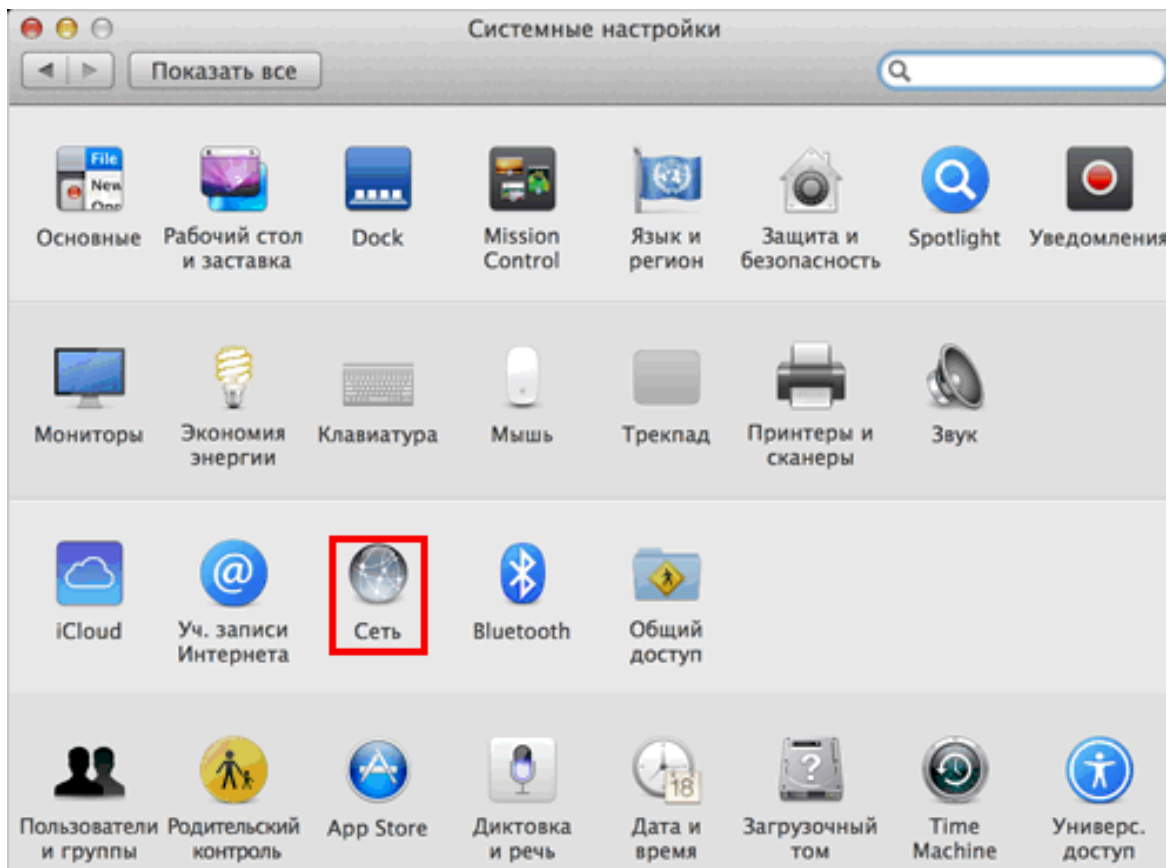 Системные настройки
Показать все
File
New
Основные
Рабочий стол
и заставка
Dock
Mission
Control
Язык и
регион
Защита и
безопасность
Spotlight
Уведомления
Мониторы
Экономия
энергии
Клавиатура
Мышь
Трекпад
Принтеры и
сканеры
Звук
iCloud
Уч. записи
Интернета
Сеть
Bluetooth
Общий
доступ
18
Пользователи
и группы
Родительский
контроль
App Store
Диктовка
и речь
Дата и
время
Загрузочный
том
Time
Machine
Универс.
доступ